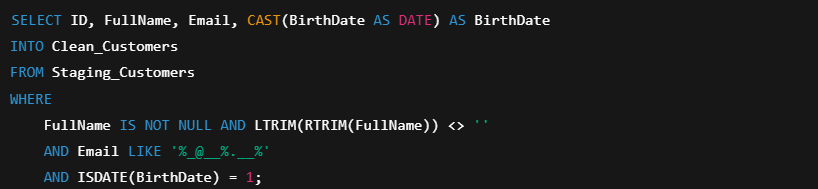 SELECT ID, FullName, Email, CAST(BirthDate AS DATE) AS BirthDate
INTO Clean_Customers
FROM Staging_Customers
WHERE
    FullName IS NOT NULL AND LTRIM(RTRIM(FullName)) <> ''
    AND Email LIKE '%_@__%.__%'
    AND ISDATE(BirthDate) = 1;